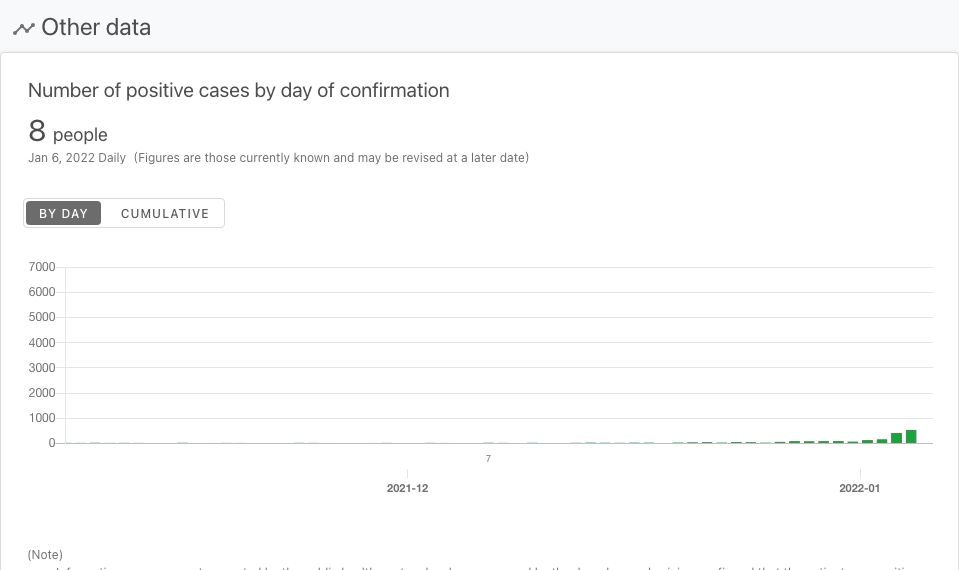 Other data
Number of positive cases by day of confirmation
8 people
Jan 6, 2022 Daily (Figures are those currently known and may be revised at a later date)
BY DAY CUMULATIVE
7000
6000
5000
4000
3000
2000
1000
0
7
2021-12 2022-01
(Note)